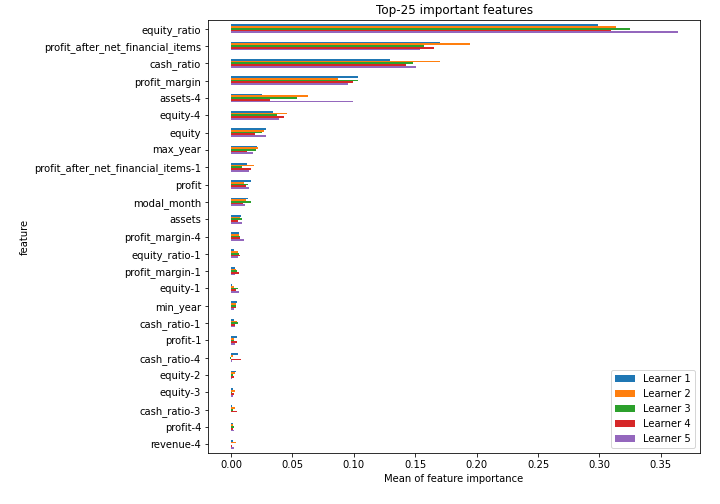 Top-25 important features
equity_ratio
profit_after_net_financial_items
cash_ratio
profit_margin
assets-4
equity-4
equity
max_year
profit_after_net_financial_items-1
profit
modal_month
assets
profit_margin-4
equity_ratio-1
profit_margin-1
equity-1
min_year
cash_ratio-1
profit-1
cash_ratio-4
equity-2
equity-3
cash_ratio-3
profit-4
revenue-4
feature
Learner 1
Learner 2
Learner 3
Learner 4
Learner 5
0.00 0.05 0.10 0.15 0.20 0.25 0.30 0.35
Mean of feature importance